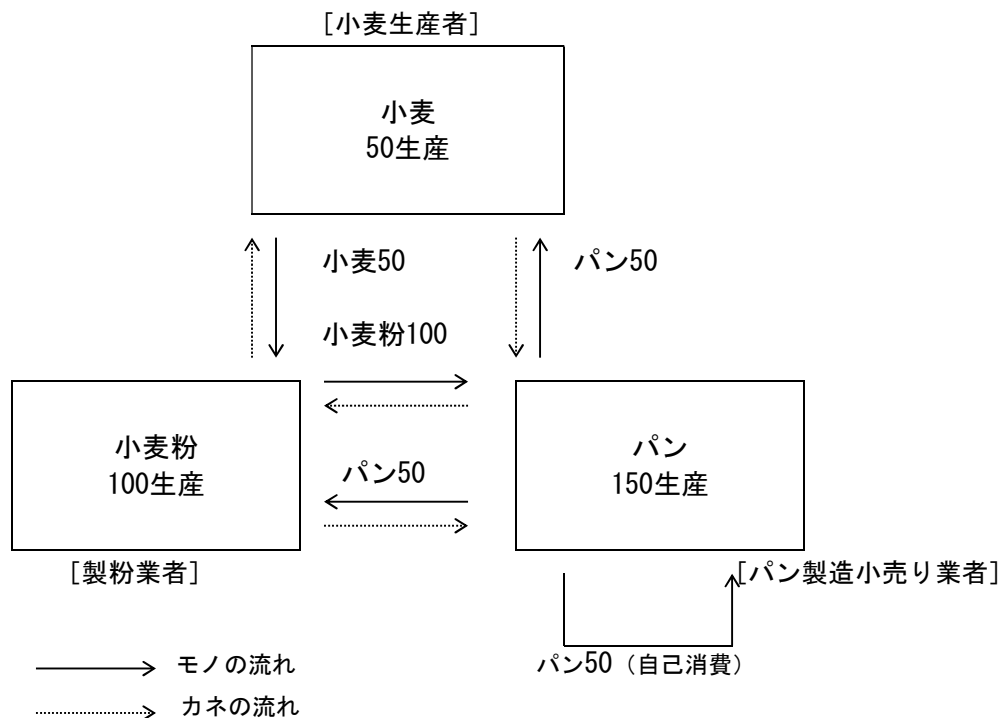 [小麦生産者]
小麦
50生産
小麦50
パン50
小麦粉100
小麦粉
100生産
パン50
パン
150生産
[製粉業者]
[パン製造小売り業者]
パン50（自己消費）
モノの流れ
カネの流れ